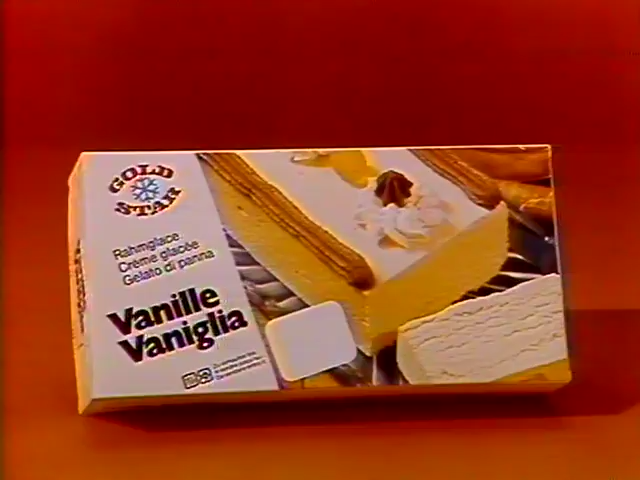 GOLD
STAR
Rahmglace
Crème glacée
Gelato di panna
Vanille
Vaniglia